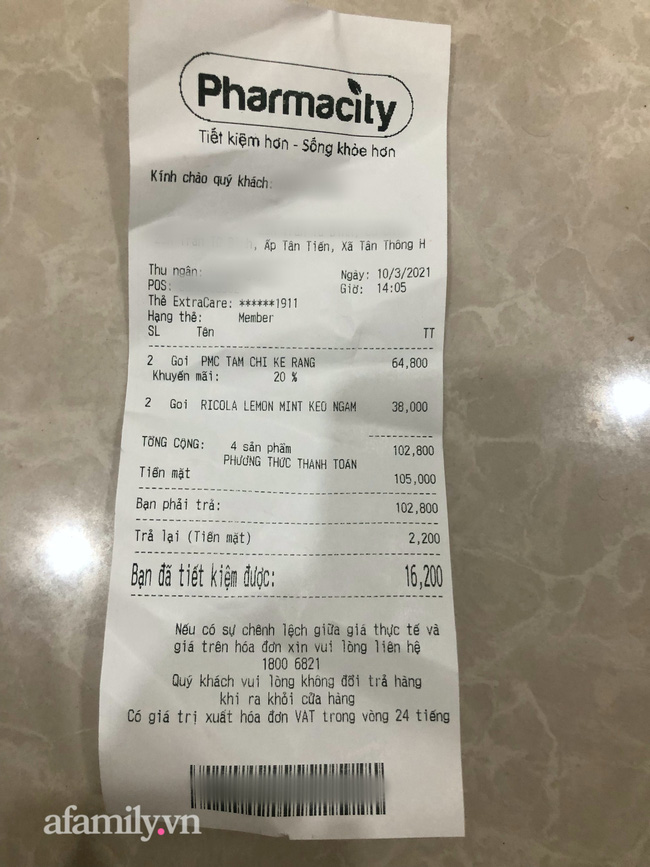 Pharmacity
Tiết kiệm hơn - Sống khỏe hơn
Kính chào quý khách:
, Ấp Tân Tiến, Xã Tân Thông H
Thu ngân: Ngày: 10/3/2021
POS: Giờ: 14:05
Thẻ ExtraCare: ******1911
Hạng thẻ: Member
SL Tên TT
2 Goi PMC TAM CHI KE RANG 64,800
Khuyến mãi: 20 %
2 Goi RICOLA LEMON MINT KEO NGAM 38,000
TỔNG CỘNG: 4 sản phẩm 102,800
PHƯƠNG THỨC THANH TOÁN
Tiền mặt 105,000
Bạn phải trả: 102,800
Trả lại (Tiền mặt) 2,200
Bạn đã tiết kiệm được: 16,200
Nếu có sự chênh lệch giữa giá thực tế và
giá trên hóa đơn xin vui lòng liên hệ
1800 6821
Quý khách vui lòng không đổi trả hàng
khi ra khỏi cửa hàng
Có giá trị xuất hóa đơn VAT trong vòng 24 tiếng
afamily.vn